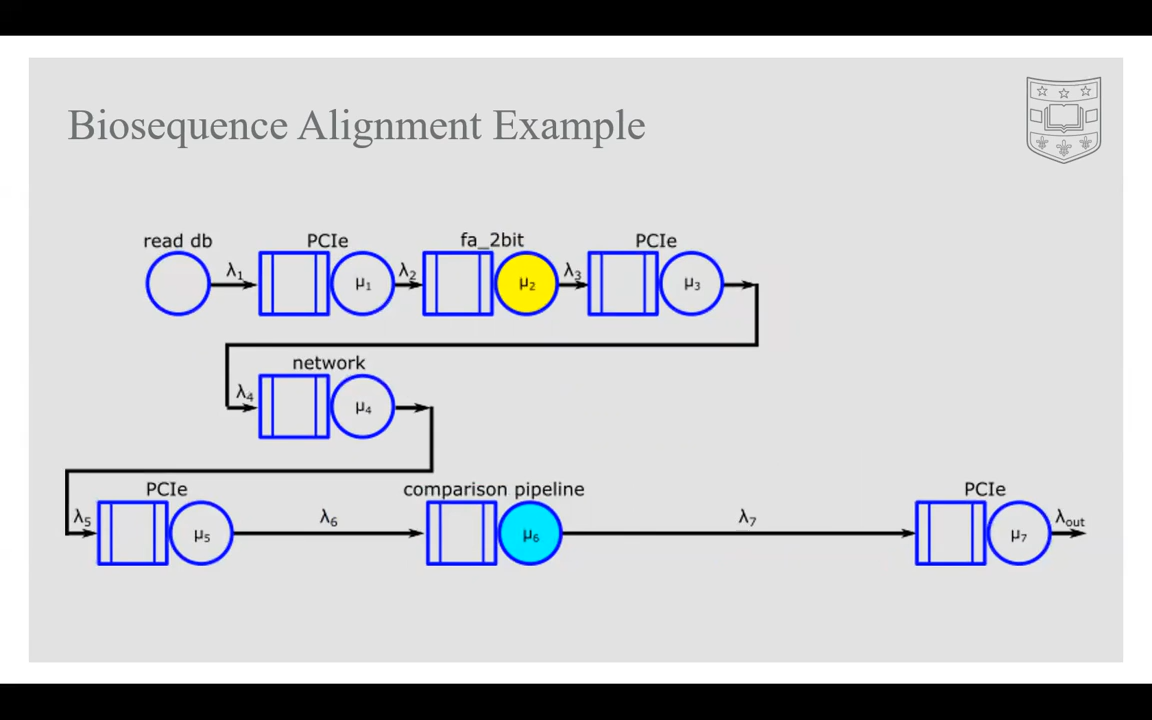 Biosequence Alignment Example
read db
PCIe
fa_2bit
PCIe
λ₁
μ₁
λ₂
μ₂
λ₃
μ₃
network
λ₄
μ₄
PCIe
comparison pipeline
PCIe
λ₅
μ₅
λ₆
μ₆
λ₇
μ₇
λout